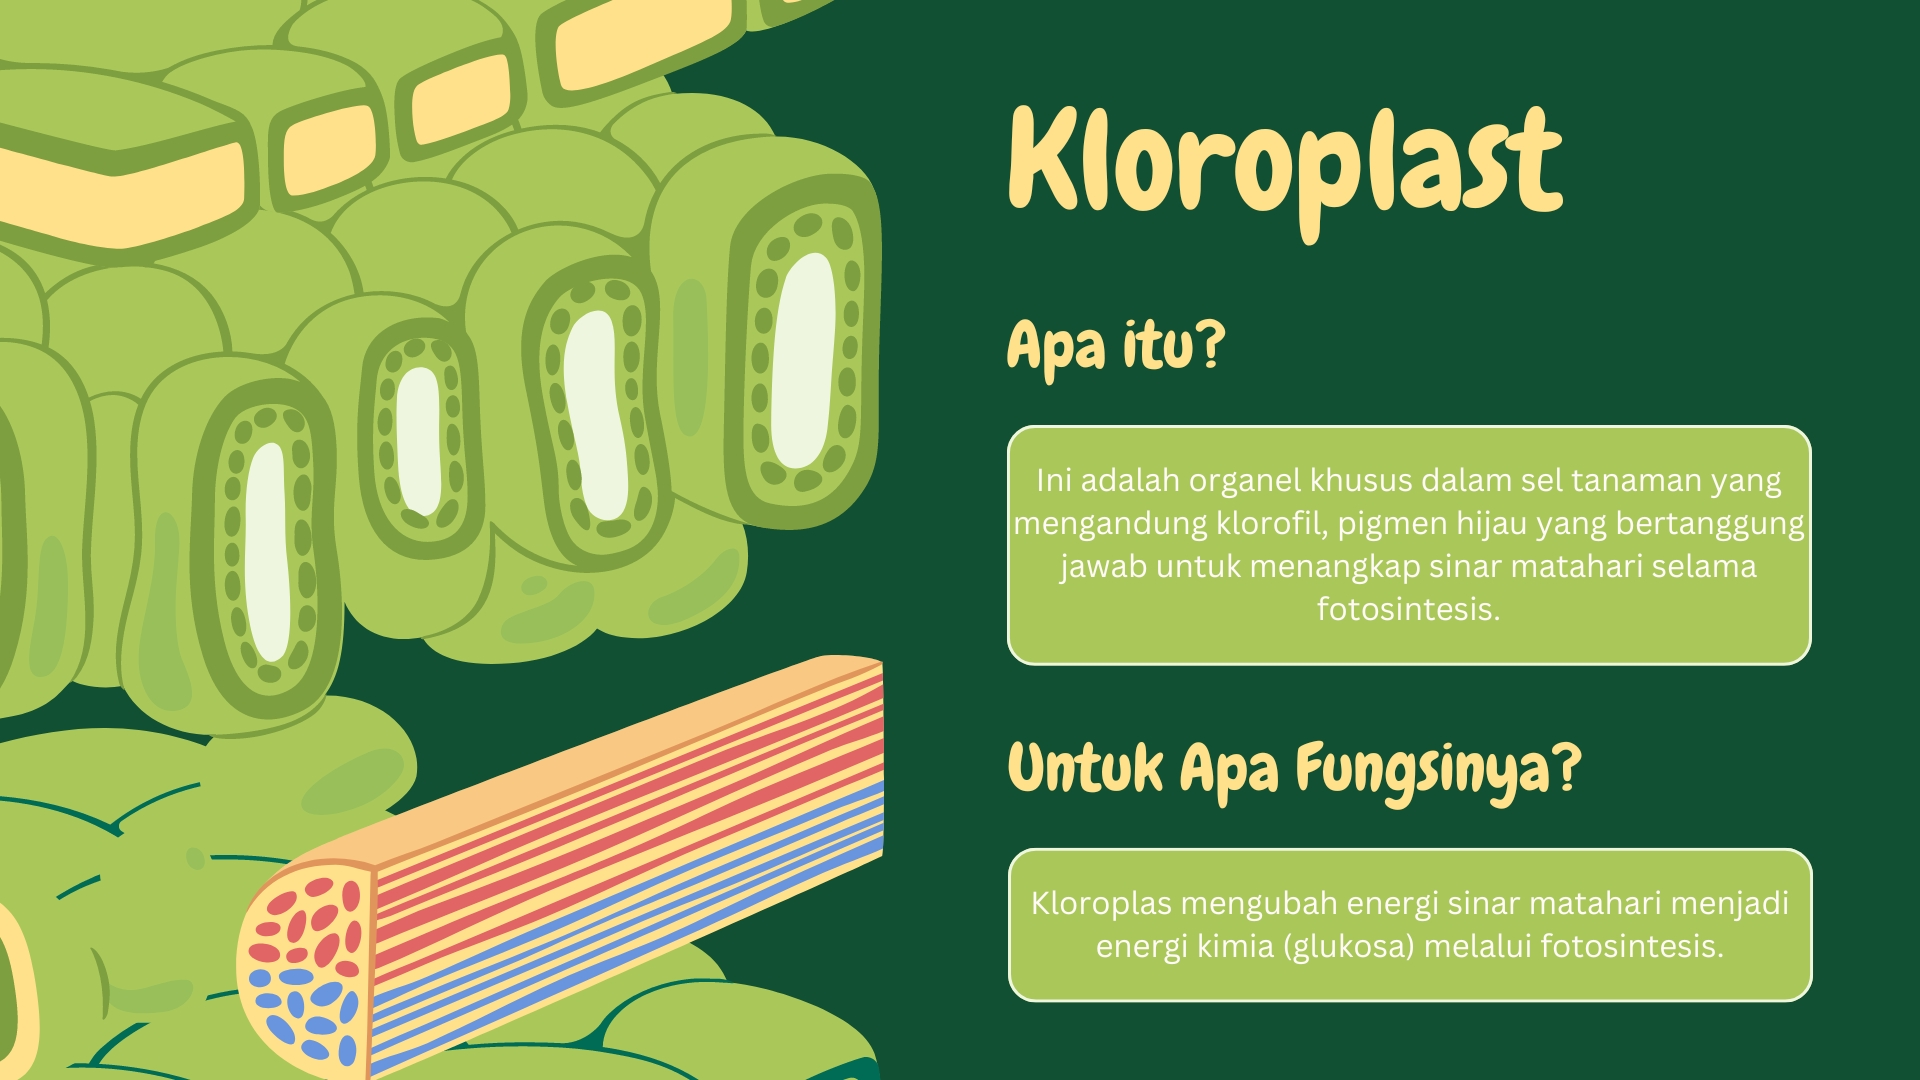 Kloroplast
Apa itu?
Ini adalah organel khusus dalam sel tanaman yang
mengandung klorofil, pigmen hijau yang bertanggung
jawab untuk menangkap sinar matahari selama
fotosintesis.
Untuk Apa Fungsinya?
Kloroplas mengubah energi sinar matahari menjadi
energi kimia (glukosa) melalui fotosintesis.